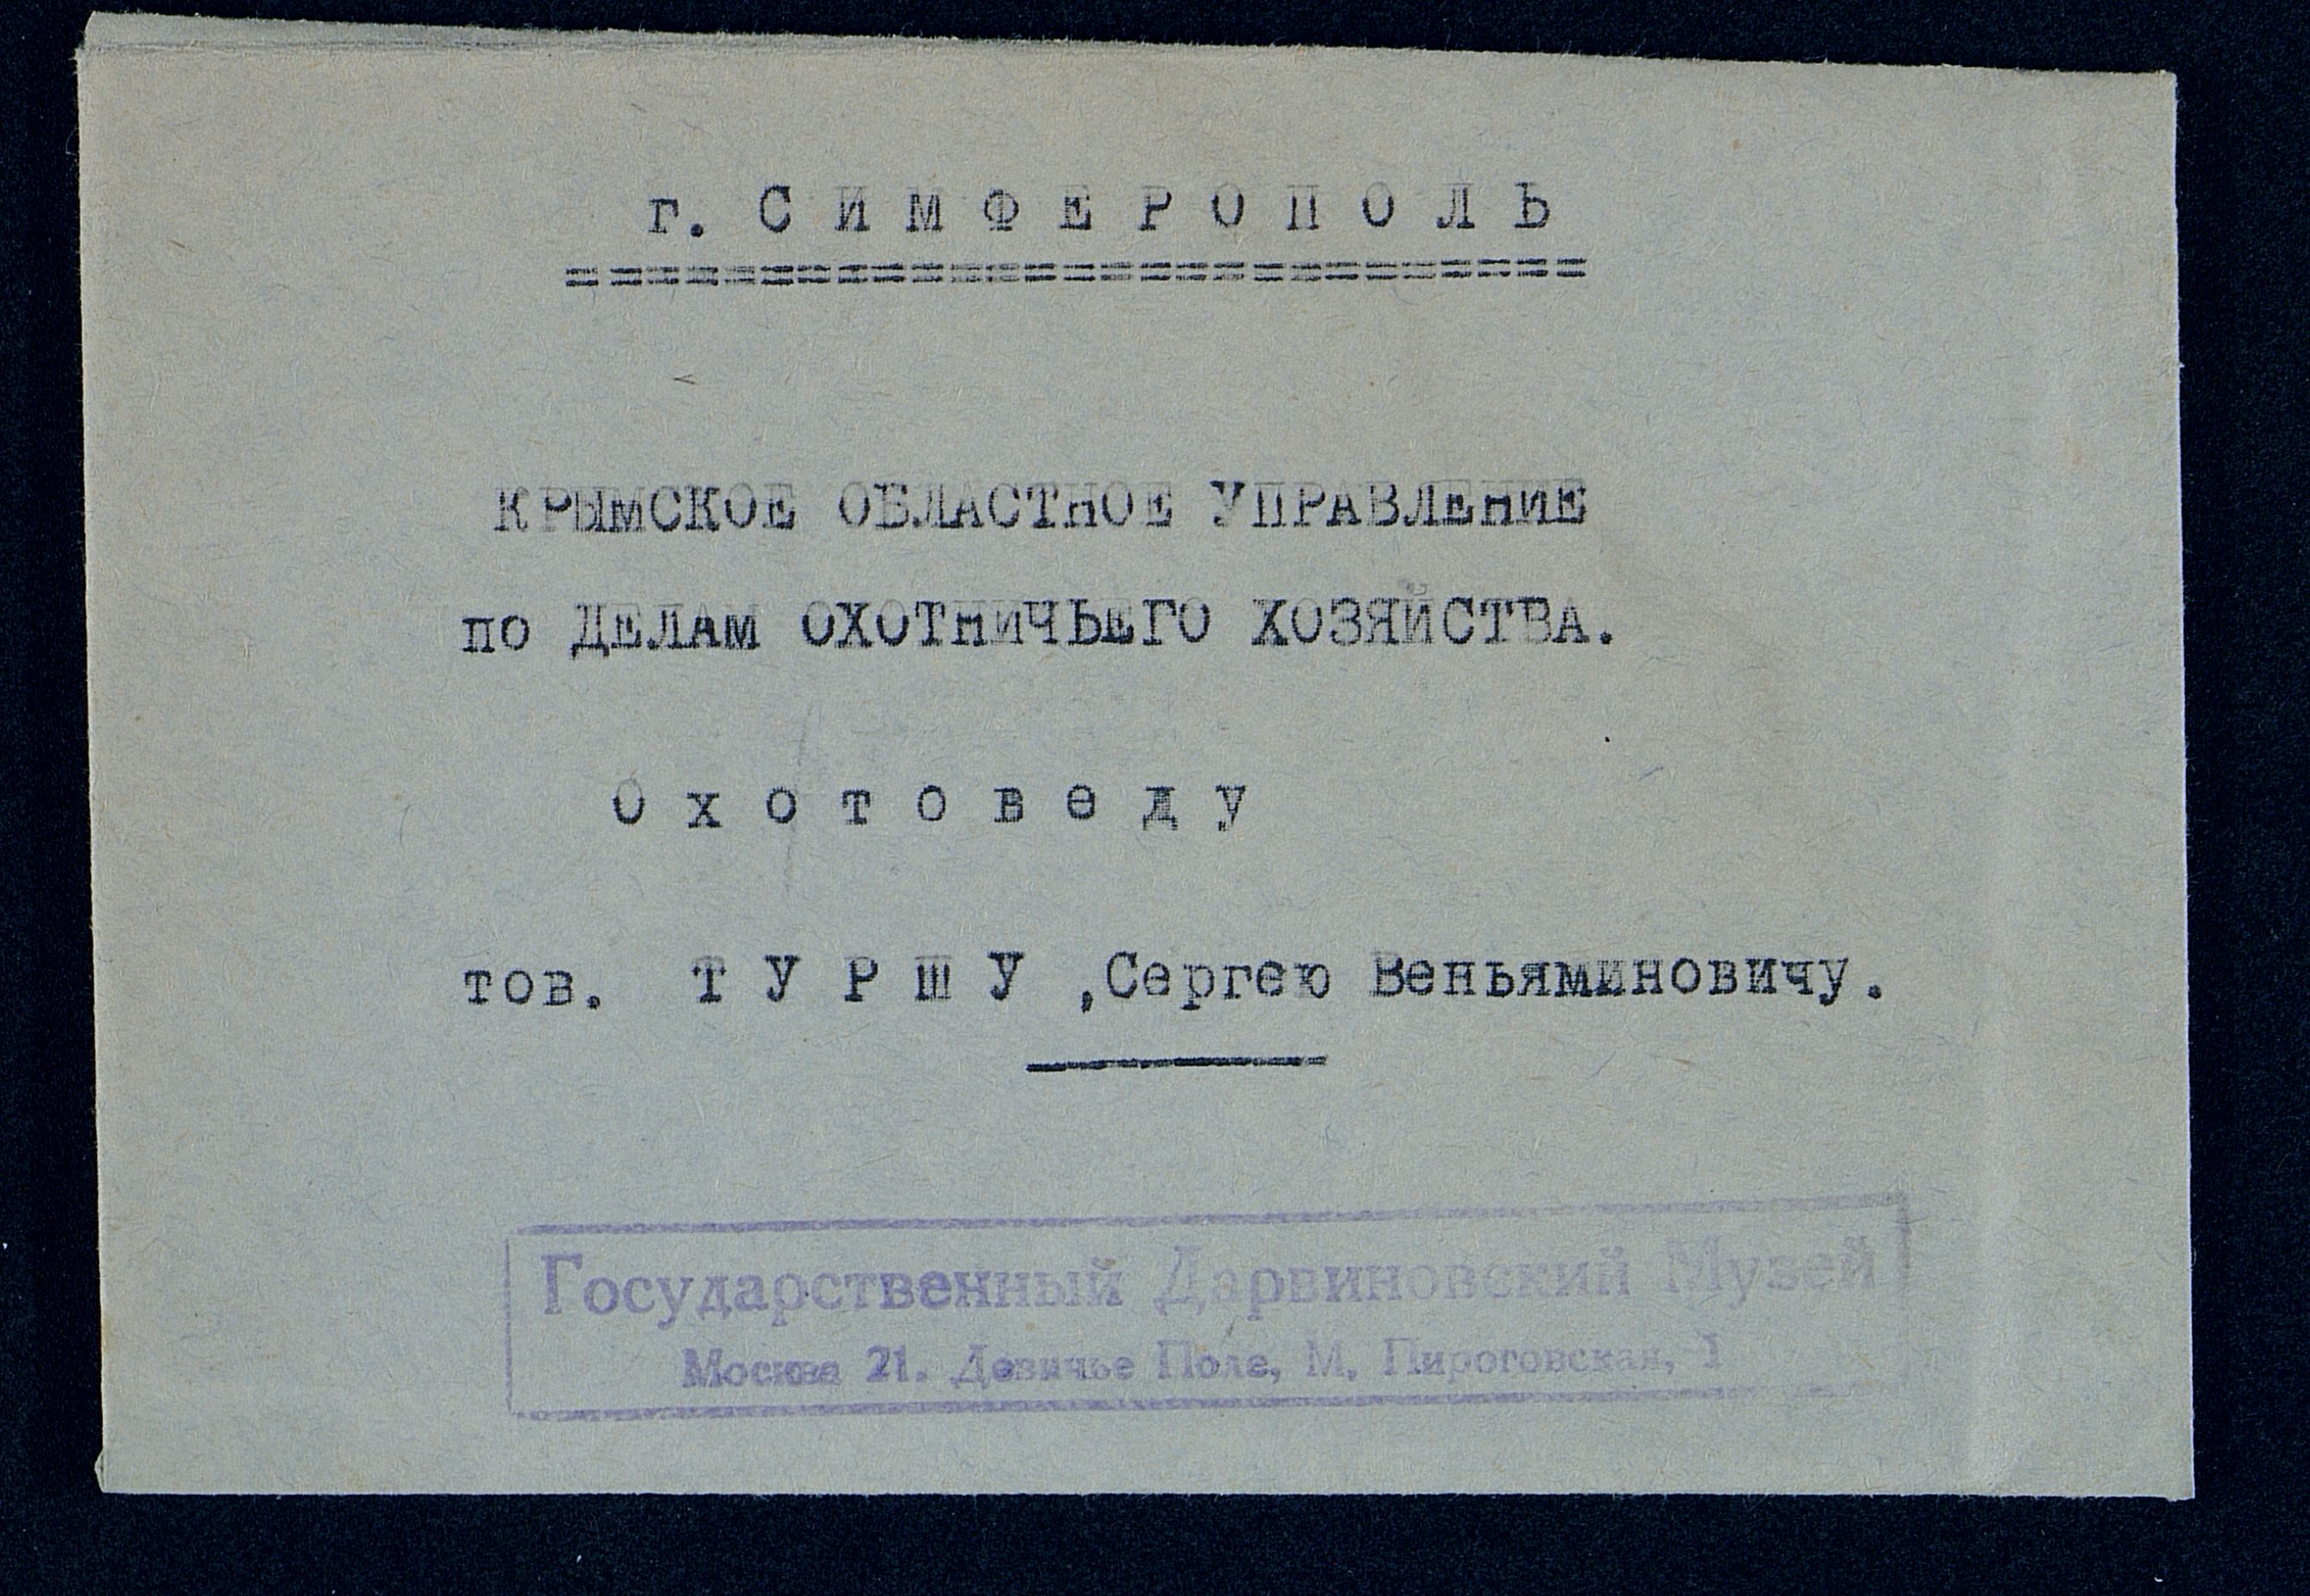 г. С И М Ф Е Р О П О Л Ь
===========================
КРЫМСКОЕ ОБЛАСТНОЕ УПРАВЛЕНИЕ
по ДЕЛАМ ОХОТНИЧЬЕГО ХОЗЯЙСТВА.
О х о т о в е д у
тов. Т У Р Ш У ,Сергею Веньяминовичу.
Государственный Дарвиновский Музей
Москва 21. Девичье Поле, М. Пироговская, 1